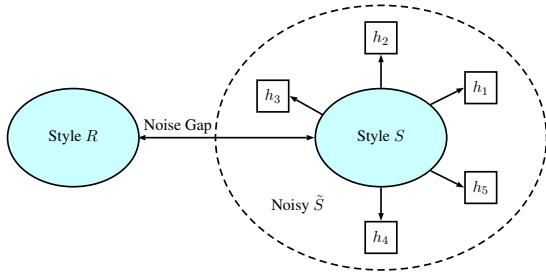 h₂
h₁
h₃
Noise Gap
Style R
Style S
h₅
Noisy S̃
h₄